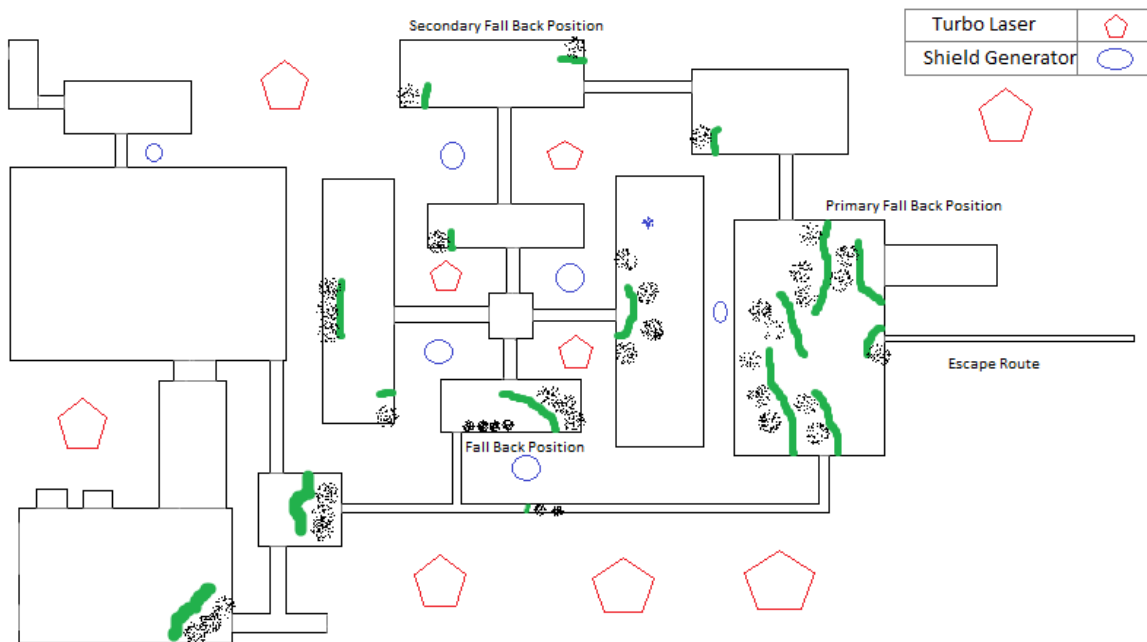 Secondary Fall Back Position
Turbo Laser
Shield Generator
Primary Fall Back Position
Escape Route
Fall Back Position